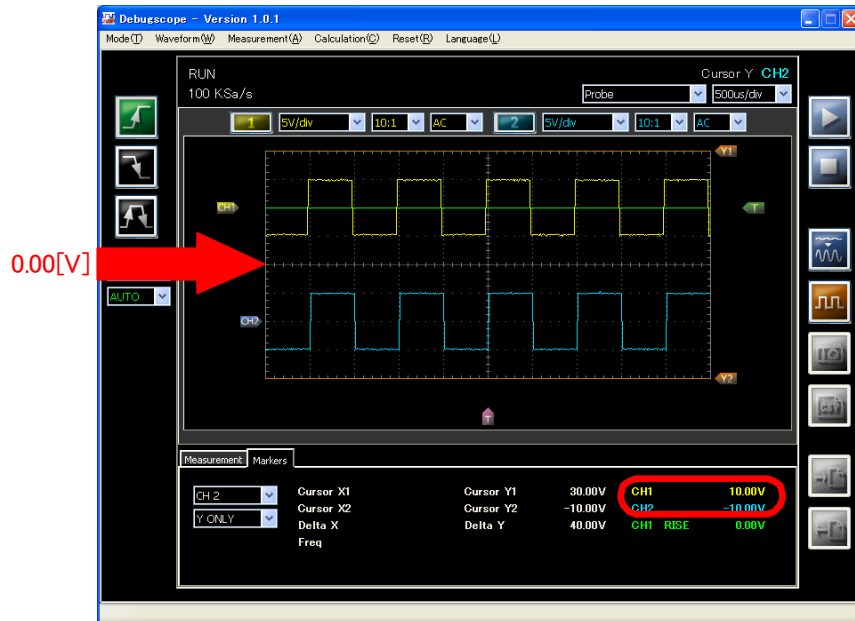 Debugscope - Version 1.0.1
Mode(T) Waveform(W) Measurement(A) Calculation(C) Reset(R) Language(L)
RUN
Cursor Y CH2
100 KSa/s
Probe 500us/div
1 5V/div 10:1 AC 2 5V/div 10:1 AC
Y1
CH1
T
0.00[V]
AUTO
CH2
Y2
T
Measurement Markers
CH 2 Cursor X1 Cursor Y1 30.00V CH1 10.00V
Cursor X2 Cursor Y2 -10.00V CH2 -10.00V
Y ONLY Delta X Delta Y 40.00V CH1 RISE 0.00V
Freq
CSV